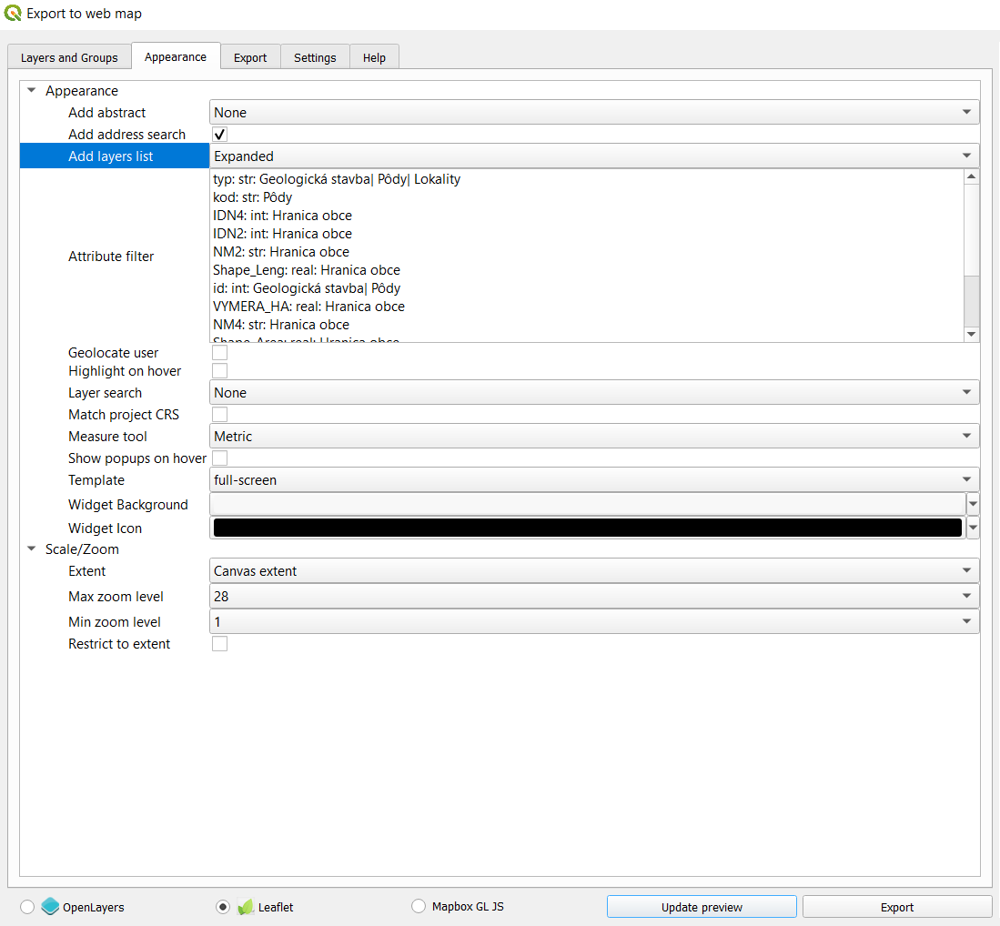 Export to web map
Layers and Groups Appearance Export Settings Help
Appearance
Add abstract None
Add address search
Add layers list Expanded
Attribute filter
typ: str: Geologická stavba| Pôdy| Lokality
kod: str: Pôdy
IDN4: int: Hranica obce
IDN2: int: Hranica obce
NM2: str: Hranica obce
Shape_Leng: real: Hranica obce
id: int: Geologická stavba| Pôdy
VYMERA_HA: real: Hranica obce
NM4: str: Hranica obce
Shape_Area: real: Hranica obce
Geolocate user
Highlight on hover
Layer search None
Match project CRS
Measure tool Metric
Show popups on hover
Template full-screen
Widget Background
Widget Icon
Scale/Zoom
Extent Canvas extent
Max zoom level 28
Min zoom level 1
Restrict to extent
OpenLayers Leaflet Mapbox GL JS Update preview Export